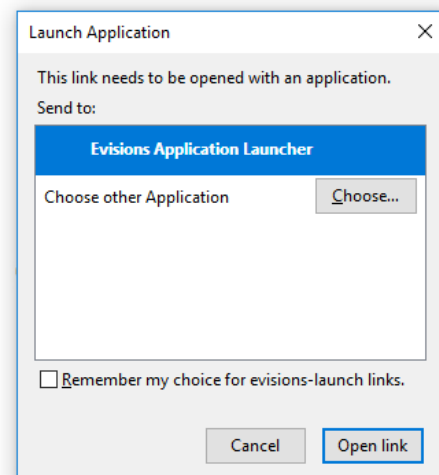 Launch Application
This link needs to be opened with an application.
Send to:
Evisions Application Launcher
Choose other Application
Choose...
Remember my choice for evisions-launch links.
Cancel
Open link